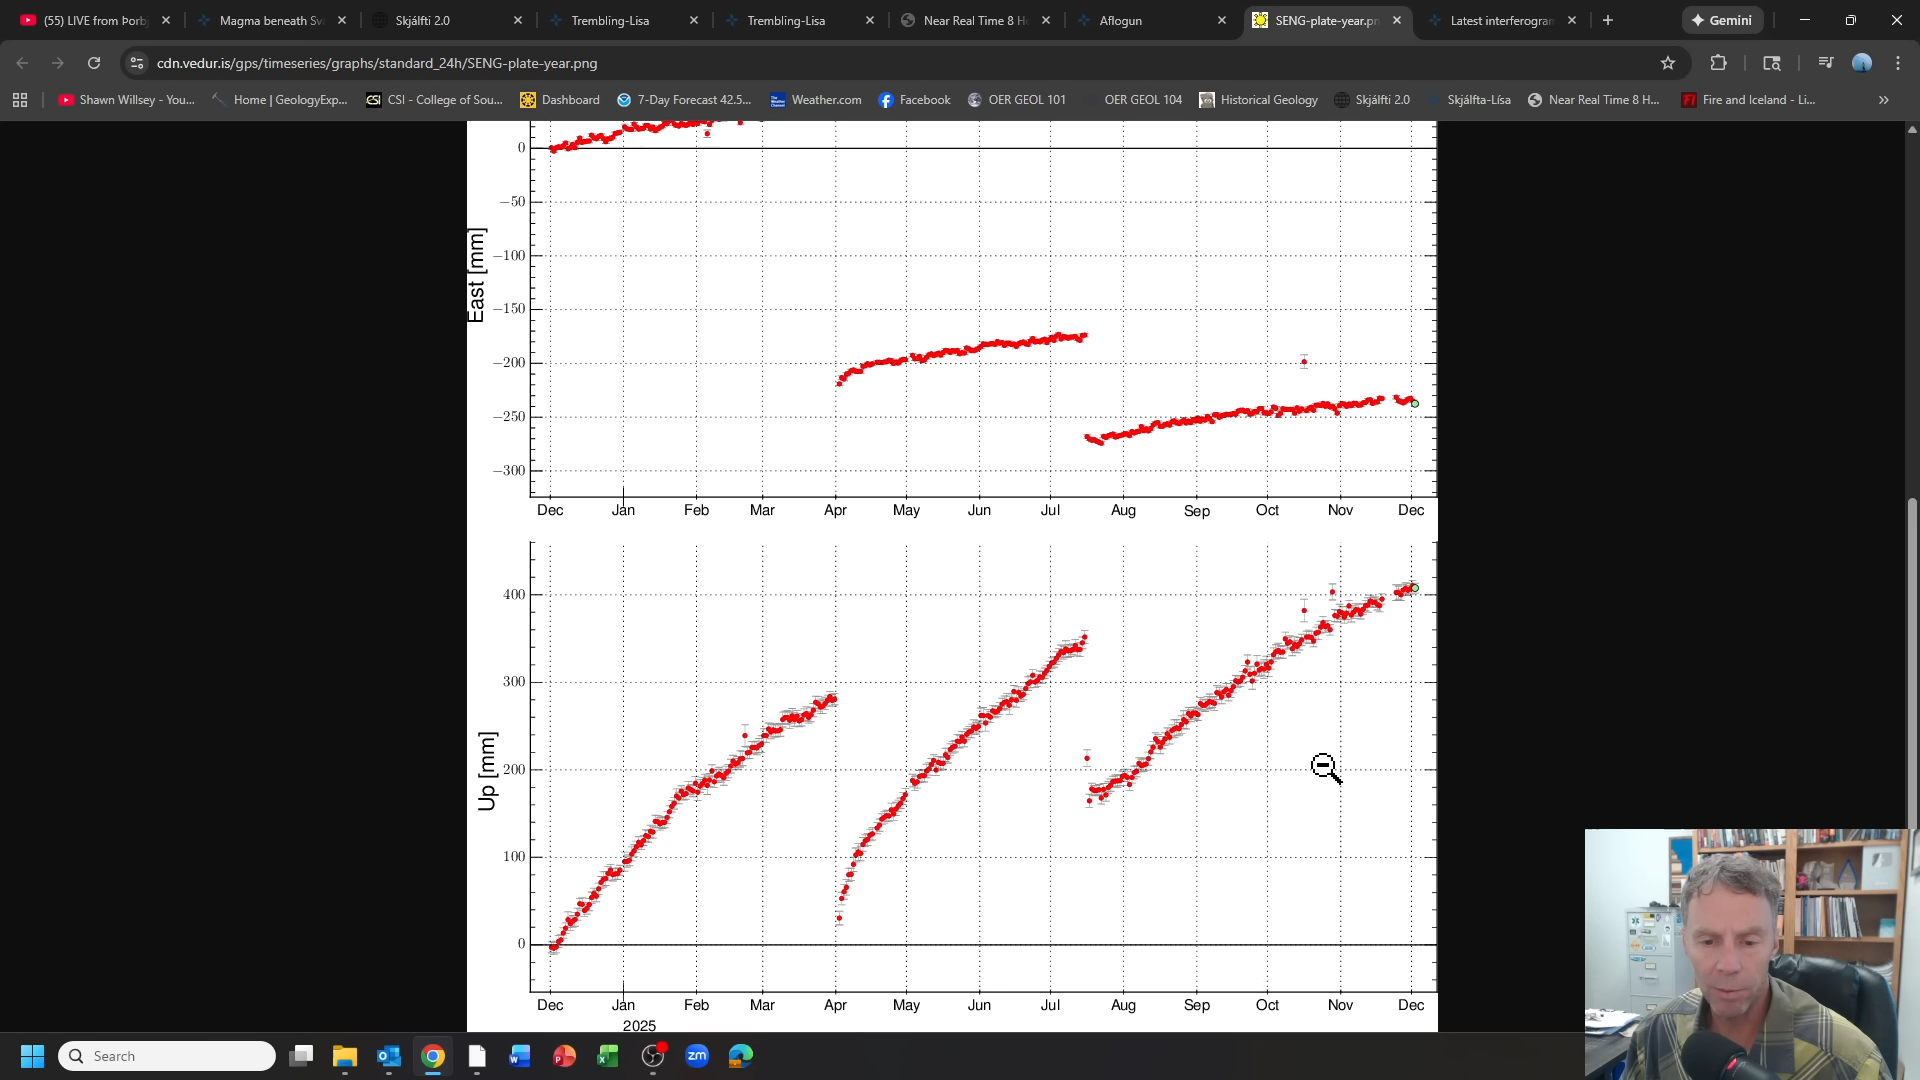 (55) LIVE from Þorb
Magma beneath Sv
Skjálfti 2.0
Trembling-Lisa
Trembling-Lisa
Near Real Time 8 H
Aflogun
SENG-plate-year.pn
Latest interferogram
Gemini
cdn.vedur.is/gps/timeseries/graphs/standard_24h/SENG-plate-year.png
Shawn Willsey - You...
Home | GeologyExp...
CSI - College of Sou...
Dashboard
7-Day Forecast 42.5...
Weather.com
Facebook
OER GEOL 101
OER GEOL 104
Historical Geology
Skjálfti 2.0
Skjálfta-Lísa
Near Real Time 8 H...
Fire and Iceland - Li...
East [mm]
0
−50
−100
−150
−200
−250
−300
Dec Jan Feb Mar Apr May Jun Jul Aug Sep Oct Nov Dec
Up [mm]
400
300
200
100
0
Dec Jan Feb Mar Apr May Jun Jul Aug Sep Oct Nov Dec
2025
Search